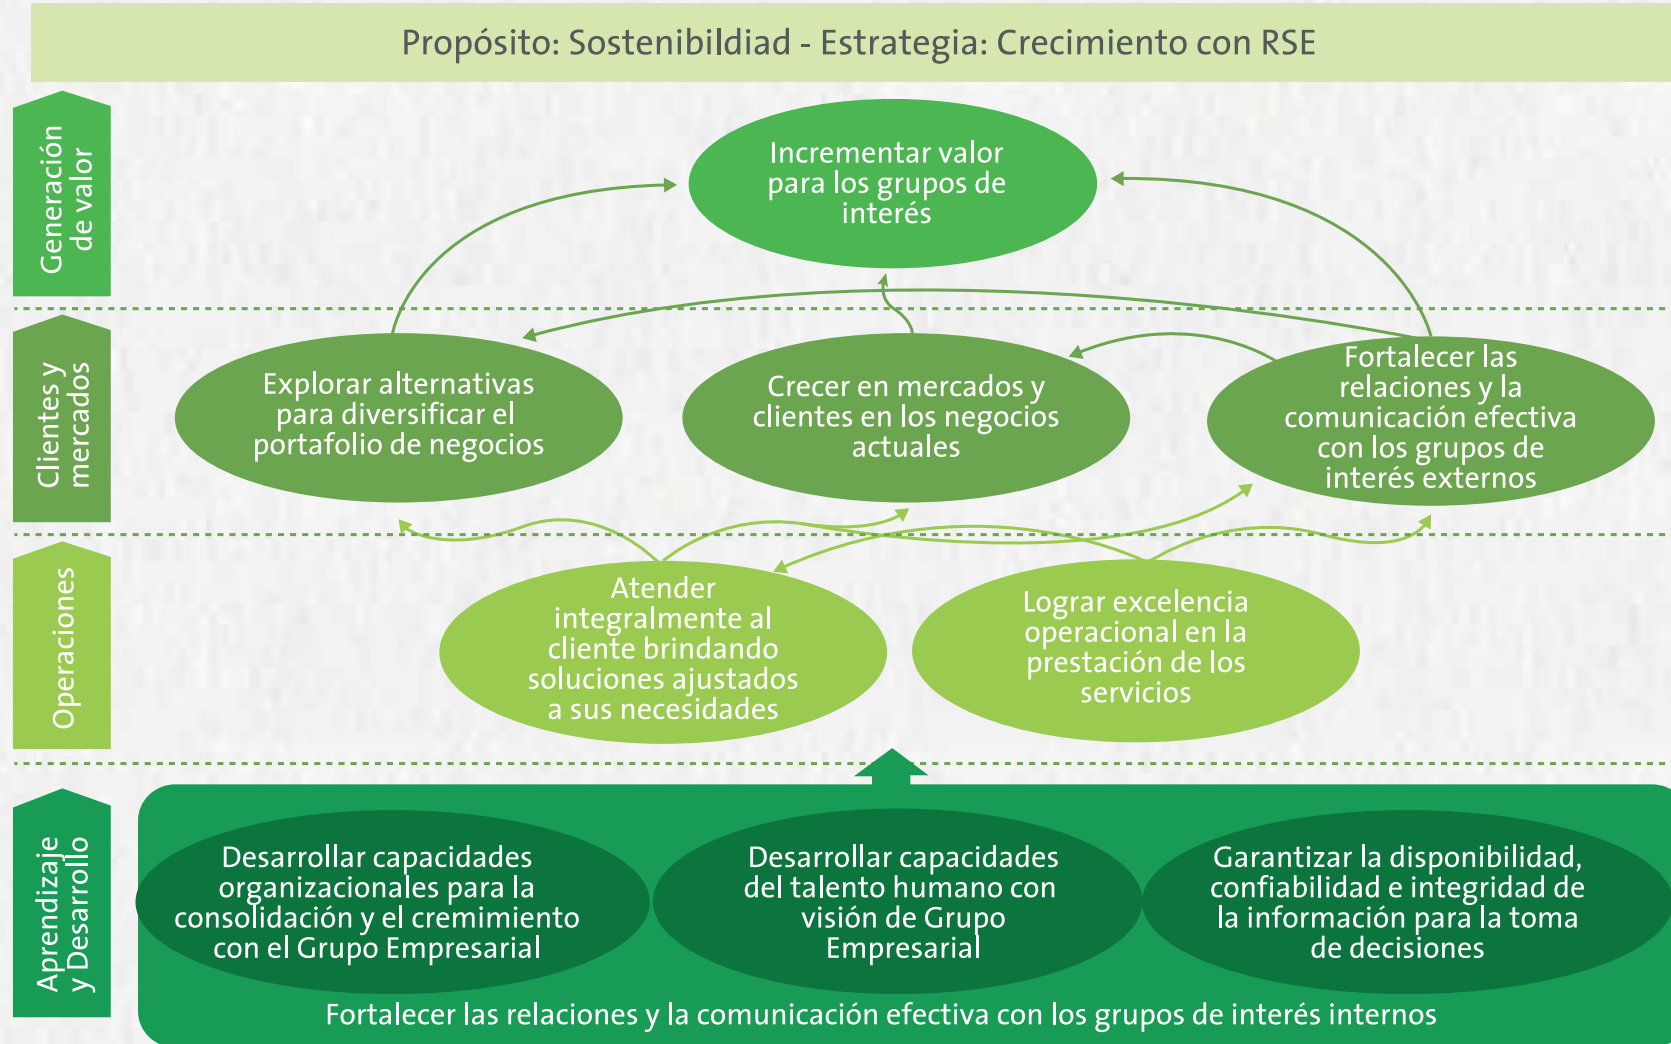 Propósito: Sostenibildiad - Estrategia: Crecimiento con RSE
Generación
de valor
Incrementar valor
para los grupos de
interés
Clientes y
mercados
Explorar alternativas
para diversificar el
portafolio de negocios
Crecer en mercados y
clientes en los negocios
actuales
Fortalecer las
relaciones y la
comunicación efectiva
con los grupos de
interés externos
Operaciones
Atender
integralmente al
cliente brindando
soluciones ajustados
a sus necesidades
Lograr excelencia
operacional en la
prestación de los
servicios
Aprendizaje
y Desarrollo
Desarrollar capacidades
organizacionales para la
consolidación y el cremimiento
con el Grupo Empresarial
Desarrollar capacidades
del talento humano con
visión de Grupo
Empresarial
Garantizar la disponibilidad,
confiabilidad e integridad de
la información para la toma
de decisiones
Fortalecer las relaciones y la comunicación efectiva con los grupos de interés internos